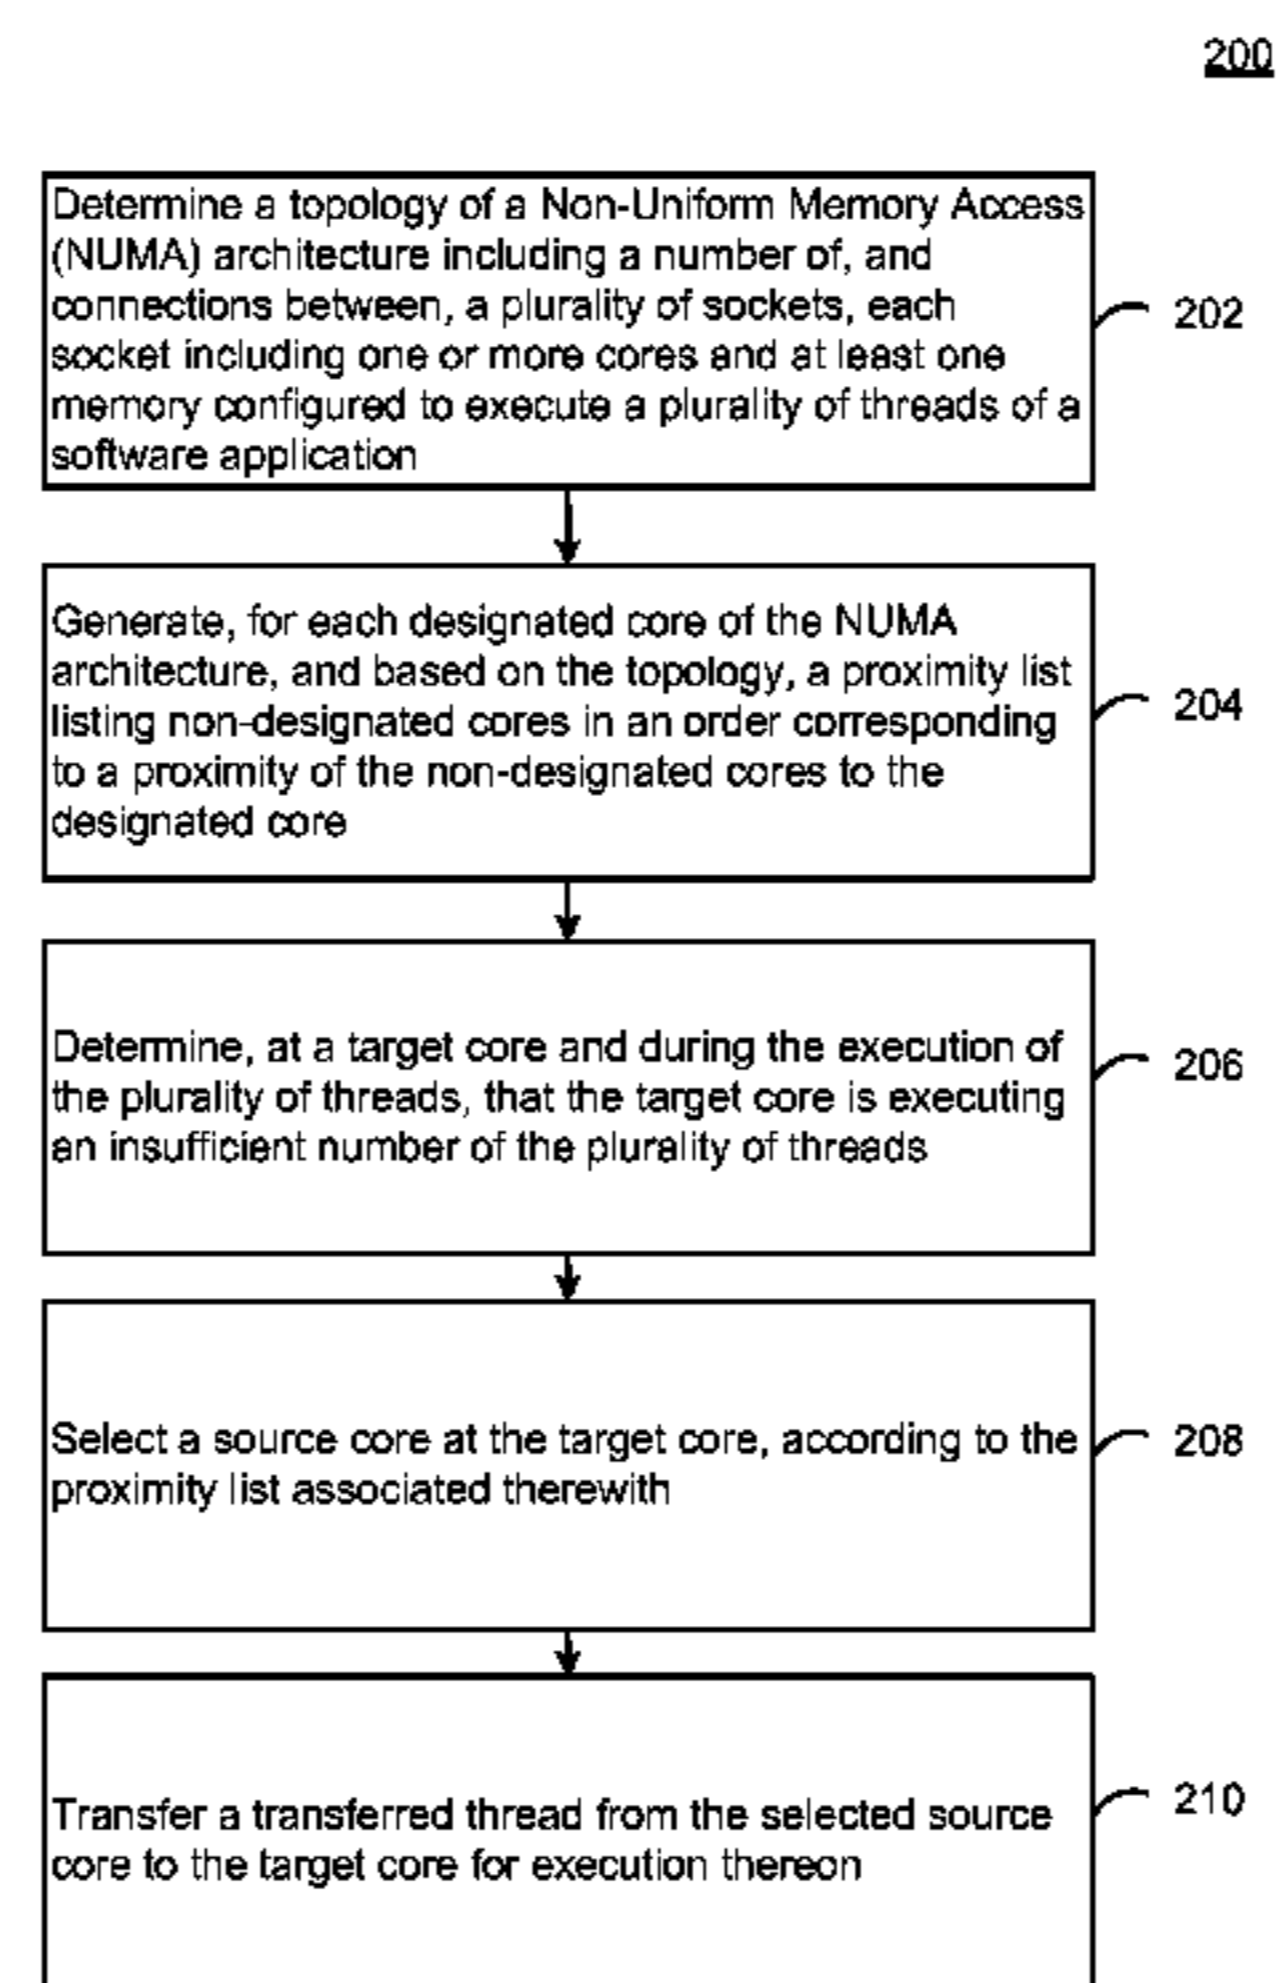 200
Determine a topology of a Non-Uniform Memory Access
(NUMA) architecture including a number of, and
connections between, a plurality of sockets, each
socket including one or more cores and at least one
memory configured to execute a plurality of threads of a
software application
202
Generate, for each designated core of the NUMA
architecture, and based on the topology, a proximity list
listing non-designated cores in an order corresponding
to a proximity of the non-designated cores to the
designated core
204
Determine, at a target core and during the execution of
the plurality of threads, that the target core is executing
an insufficient number of the plurality of threads
206
Select a source core at the target core, according to the
proximity list associated therewith
208
Transfer a transferred thread from the selected source
core to the target core for execution thereon
210